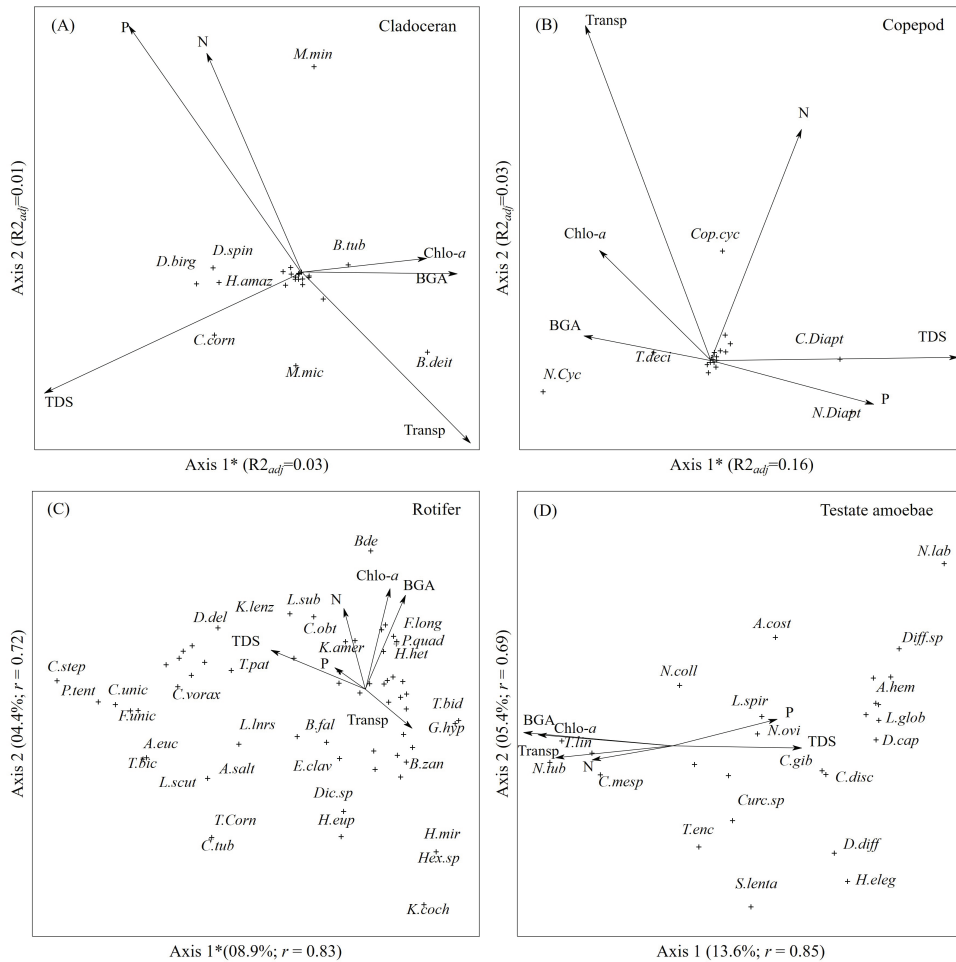 (A)
Cladoceran
P
N
M.min
B.tub
Chlo-a
BGA
D.spin
D.birg
H.amaz
C.corn
M.mic
B.deit
TDS
Transp
Axis 2 (R2adj=0.01)
Axis 1* (R2adj=0.03)
(B)
Copepod
Transp
N
Chlo-a
Cop.cyc
BGA
T.deci
C.Diapt
TDS
N.Cyc
P
N.Diapt
Axis 2 (R2adj=0.03)
Axis 1* (R2adj=0.16)
(C)
Rotifer
Bde
Chlo-a
BGA
K.lenz
L.sub
N
D.del
C.obt
F.long
K.amer
P.quad
TDS
H.het
C.step
T.pat
P
P.tent
C.unic
C.vorax
F.unic
Transp
T.bid
G.hyp
L.lnrs
B.fal
A.euc
T.bic
A.salt
E.clav
B.zan
L.scut
Dic.sp
T.Corn
H.eup
C.tub
H.mir
Hex.sp
K.coch
Axis 2 (04.4%; r = 0.72)
Axis 1*(08.9%; r = 0.83)
(D)
Testate amoebae
N.lab
A.cost
Diff.sp
N.coll
A.hem
L.spir
P
L.glob
BGA
Chlo-a
N.ovi
D.cap
T.lin
TDS
Transp
N.tub
N
C.gib
C.mesp
C.disc
Curc.sp
T.enc
D.diff
S.lenta
H.eleg
Axis 2 (05.4%; r = 0.69)
Axis 1 (13.6%; r = 0.85)